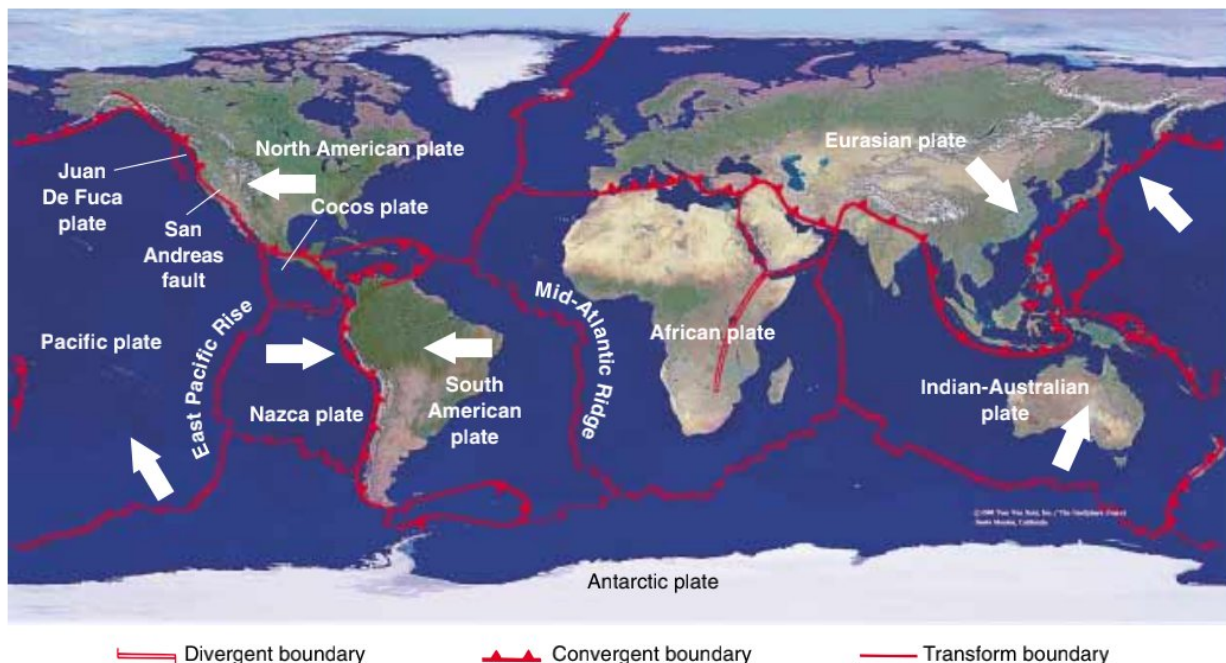 North American plate
Juan
De Fuca
plate
Cocos plate
San
Andreas
fault
Eurasian plate
East Pacific Rise
Mid-Atlantic Ridge
Pacific plate
African plate
Nazca plate
South
American
plate
Indian-Australian
plate
Antarctic plate
Divergent boundary
Convergent boundary
Transform boundary